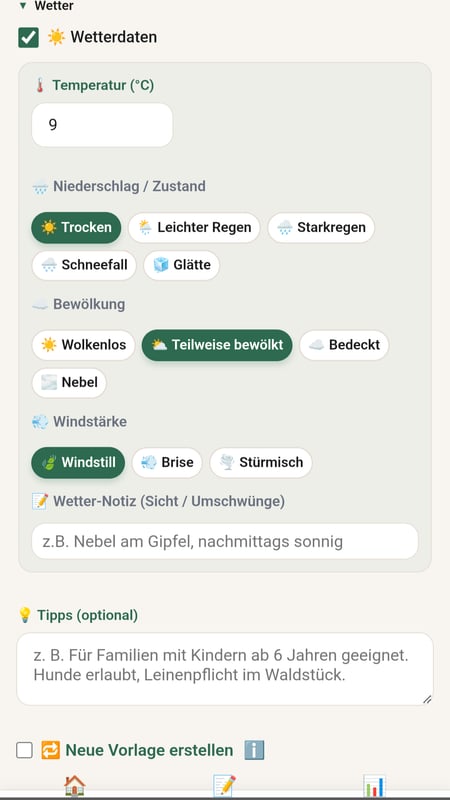 ▼ Wetter
☀️ Wetterdaten
🌡️ Temperatur (°C)
9
🌧️ Niederschlag / Zustand
☀️ Trocken 🌦️ Leichter Regen 🌧️ Starkregen
🌨️ Schneefall 🧊 Glätte
☁️ Bewölkung
☀️ Wolkenlos ⛅ Teilweise bewölkt ☁️ Bedeckt
🌫️ Nebel
💨 Windstärke
🍃 Windstill 💨 Brise 🌪️ Stürmisch
📝 Wetter-Notiz (Sicht / Umschwünge)
z.B. Nebel am Gipfel, nachmittags sonnig
💡 Tipps (optional)
z. B. Für Familien mit Kindern ab 6 Jahren geeignet.
Hunde erlaubt, Leinenpflicht im Waldstück.
🔁 Neue Vorlage erstellen ℹ️